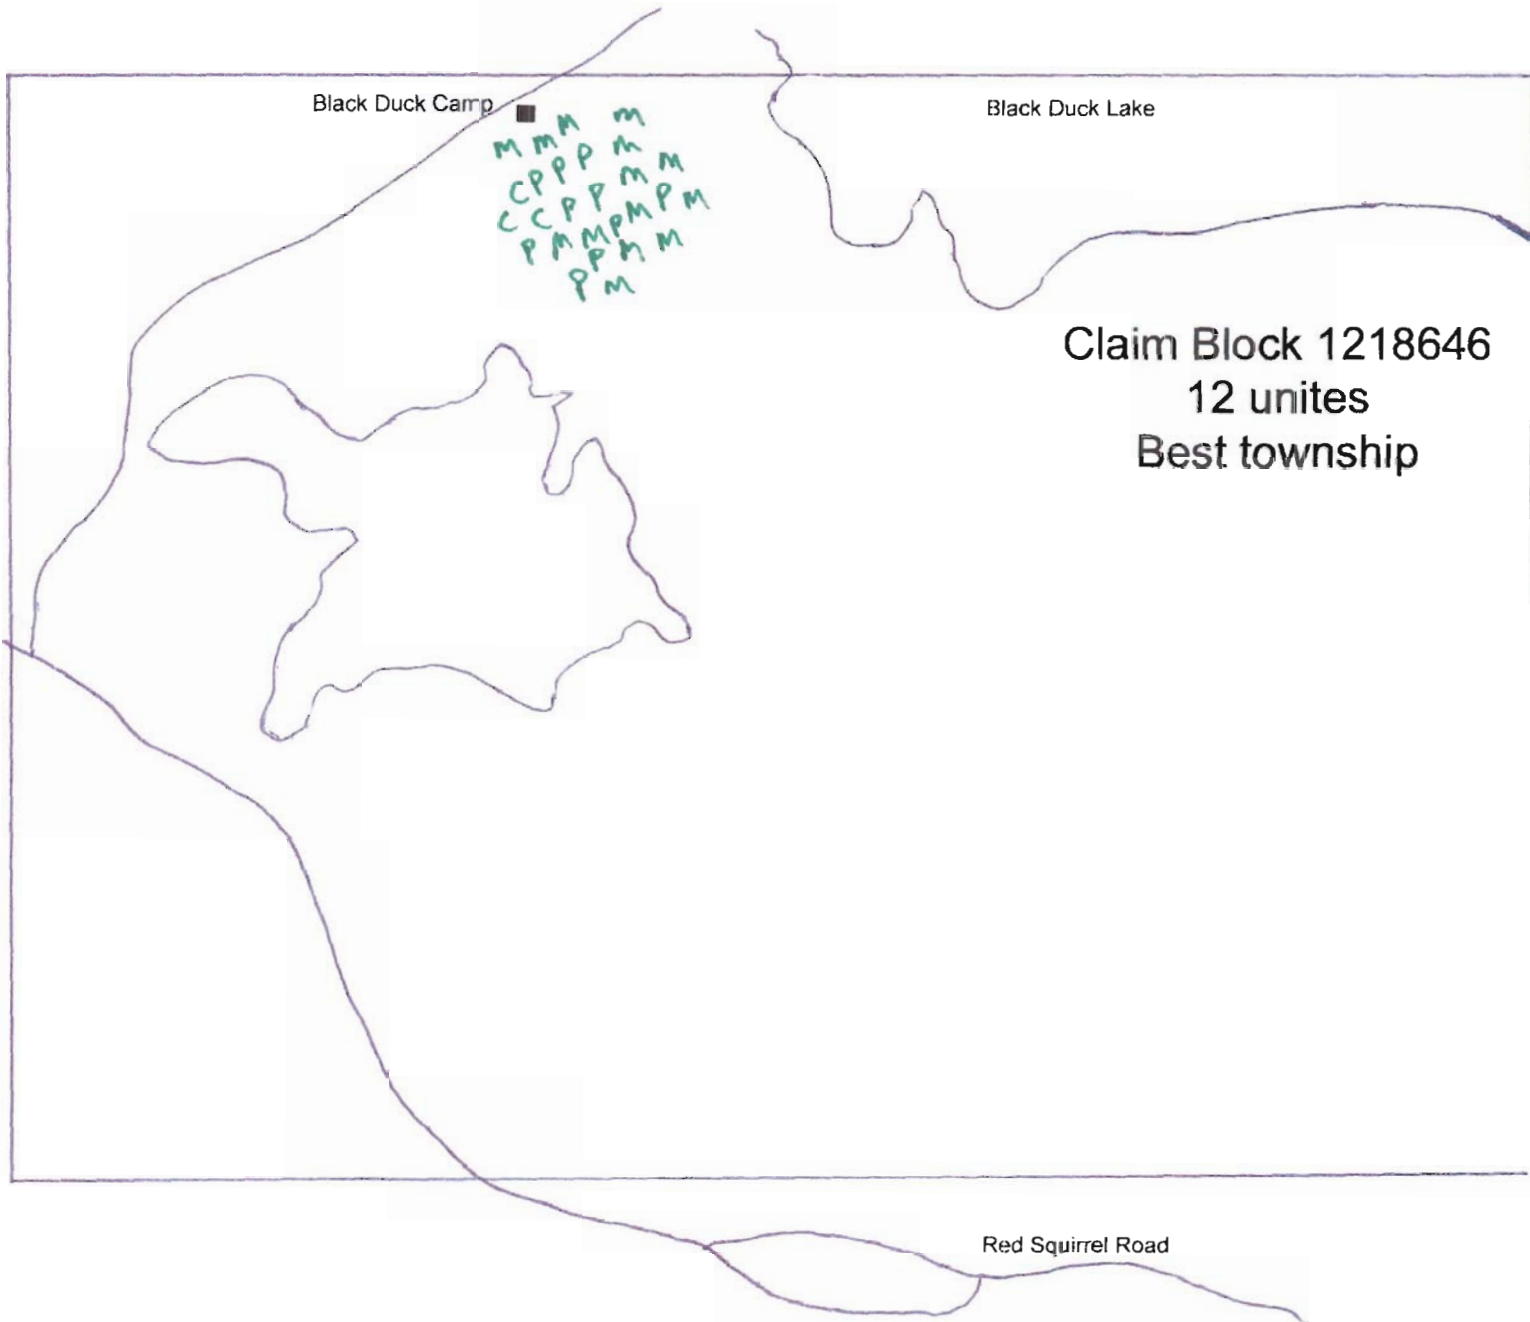 Black Duck Camp
Black Duck Lake
M M M M
P P P M
C P P P M M
C C P P M P M
P M M P M M
P M
Claim Block 1218646
12 unites
Best township
Red Squirrel Road